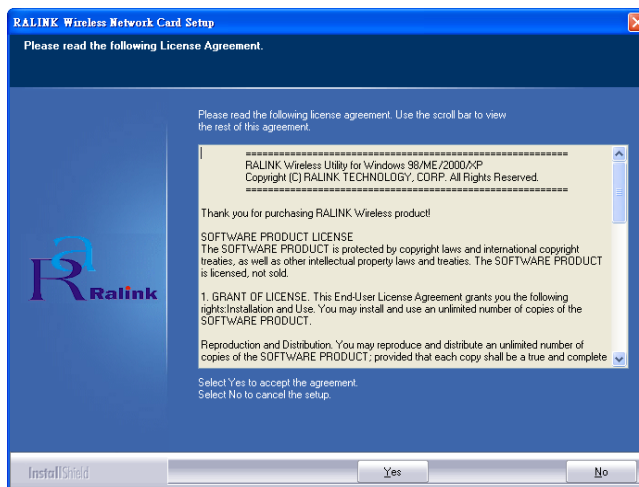 RALINK Wireless Network Card Setup
Please read the following License Agreement.
Please read the following license agreement. Use the scroll bar to view
the rest of this agreement.
============================================================
RALINK Wireless Utility for Windows 98/ME/2000/XP
Copyright (C) RALINK TECHNOLOGY, CORP. All Rights Reserved.
============================================================
Thank you for purchasing RALINK Wireless product!
SOFTWARE PRODUCT LICENSE
The SOFTWARE PRODUCT is protected by copyright laws and international copyright
treaties, as well as other intellectual property laws and treaties. The SOFTWARE PRODUCT
is licensed, not sold.
1. GRANT OF LICENSE. This End-User License Agreement grants you the following
rights:Installation and Use. You may install and use an unlimited number of copies of the
SOFTWARE PRODUCT.
Reproduction and Distribution. You may reproduce and distribute an unlimited number of
copies of the SOFTWARE PRODUCT; provided that each copy shall be a true and complete
Ra
Ralink
Select Yes to accept the agreement.
Select No to cancel the setup.
InstallShield
Yes
No